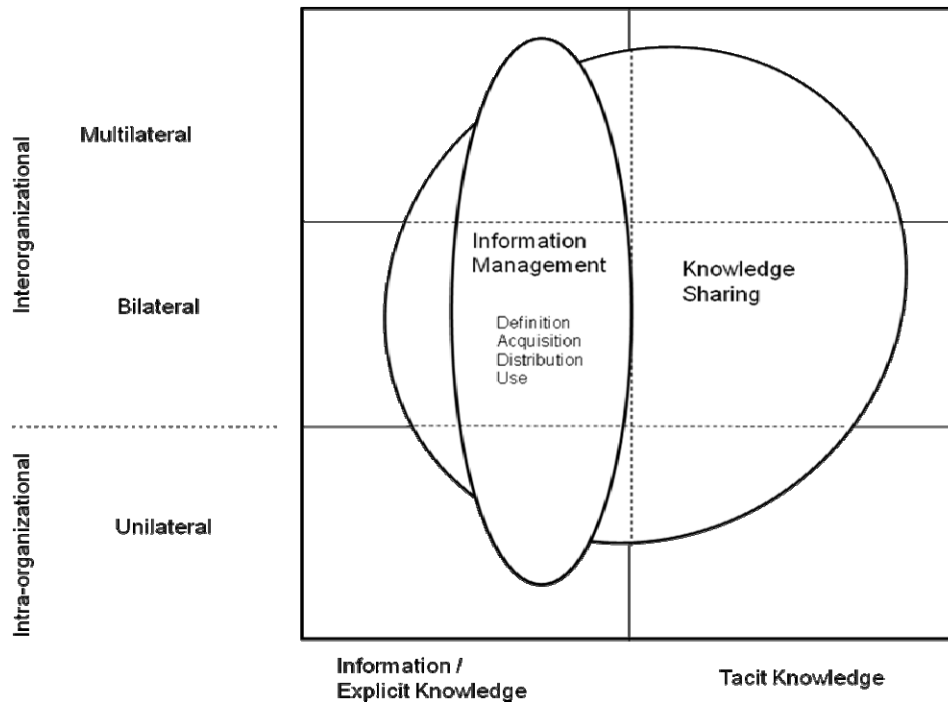 Interorganizational
Intra-organizational
Multilateral
Bilateral
Unilateral
Information
Management
Definition
Acquisition
Distribution
Use
Knowledge
Sharing
Information /
Explicit Knowledge
Tacit Knowledge